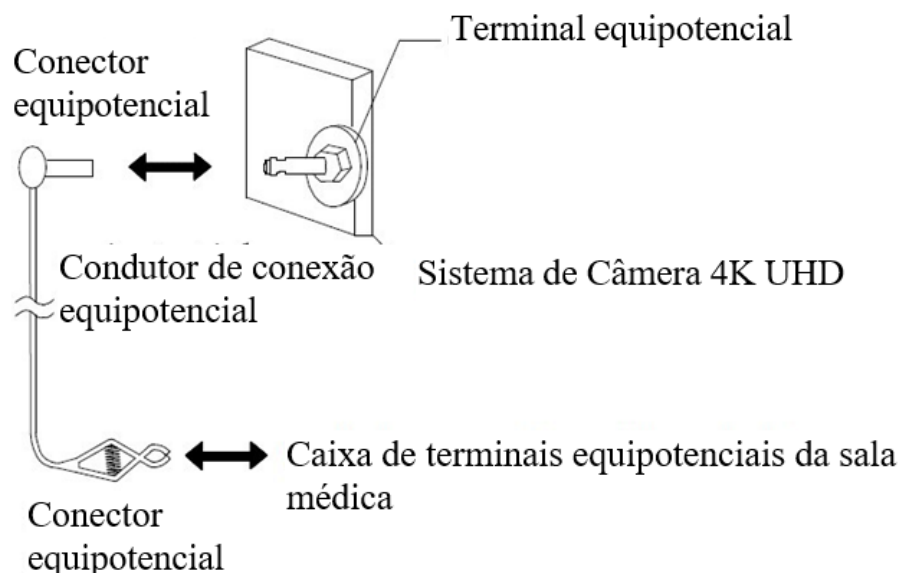 Terminal equipotencial
Conector
equipotencial
Condutor de conexão
equipotencial
Sistema de Câmera 4K UHD
Caixa de terminais equipotenciais da sala
médica
Conector
equipotencial